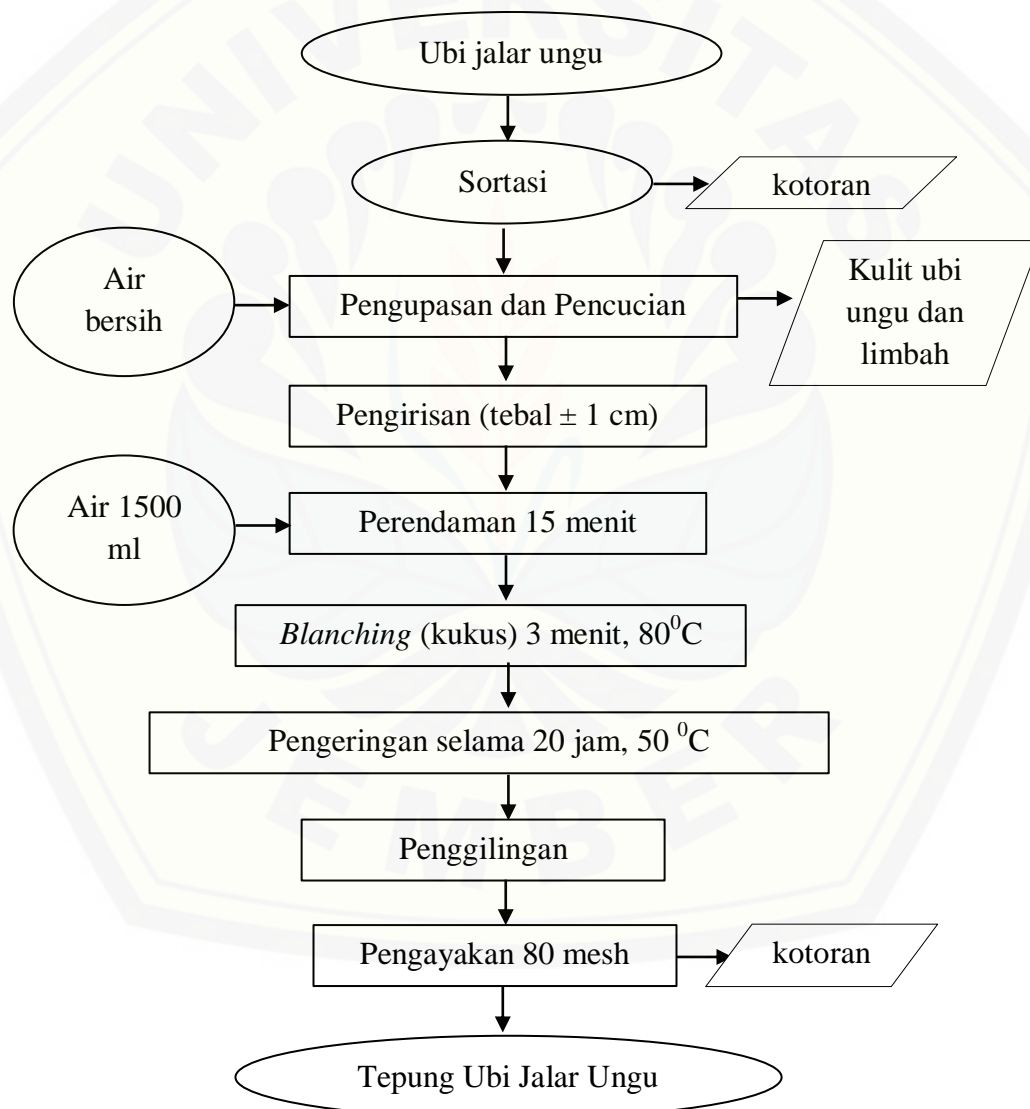 UNIVERSITAS
Ubi jalar ungu
Sortasi
kotoran
Air
bersih
Pengupasan dan Pencucian
Kulit ubi
ungu dan
limbah
Pengirisan (tebal ± 1 cm)
Air 1500
ml
Perendaman 15 menit
Blanching (kukus) 3 menit, 80⁰C
Pengeringan selama 20 jam, 50 ⁰C
Penggilingan
Pengayakan 80 mesh
kotoran
Tepung Ubi Jalar Ungu
JEMBER